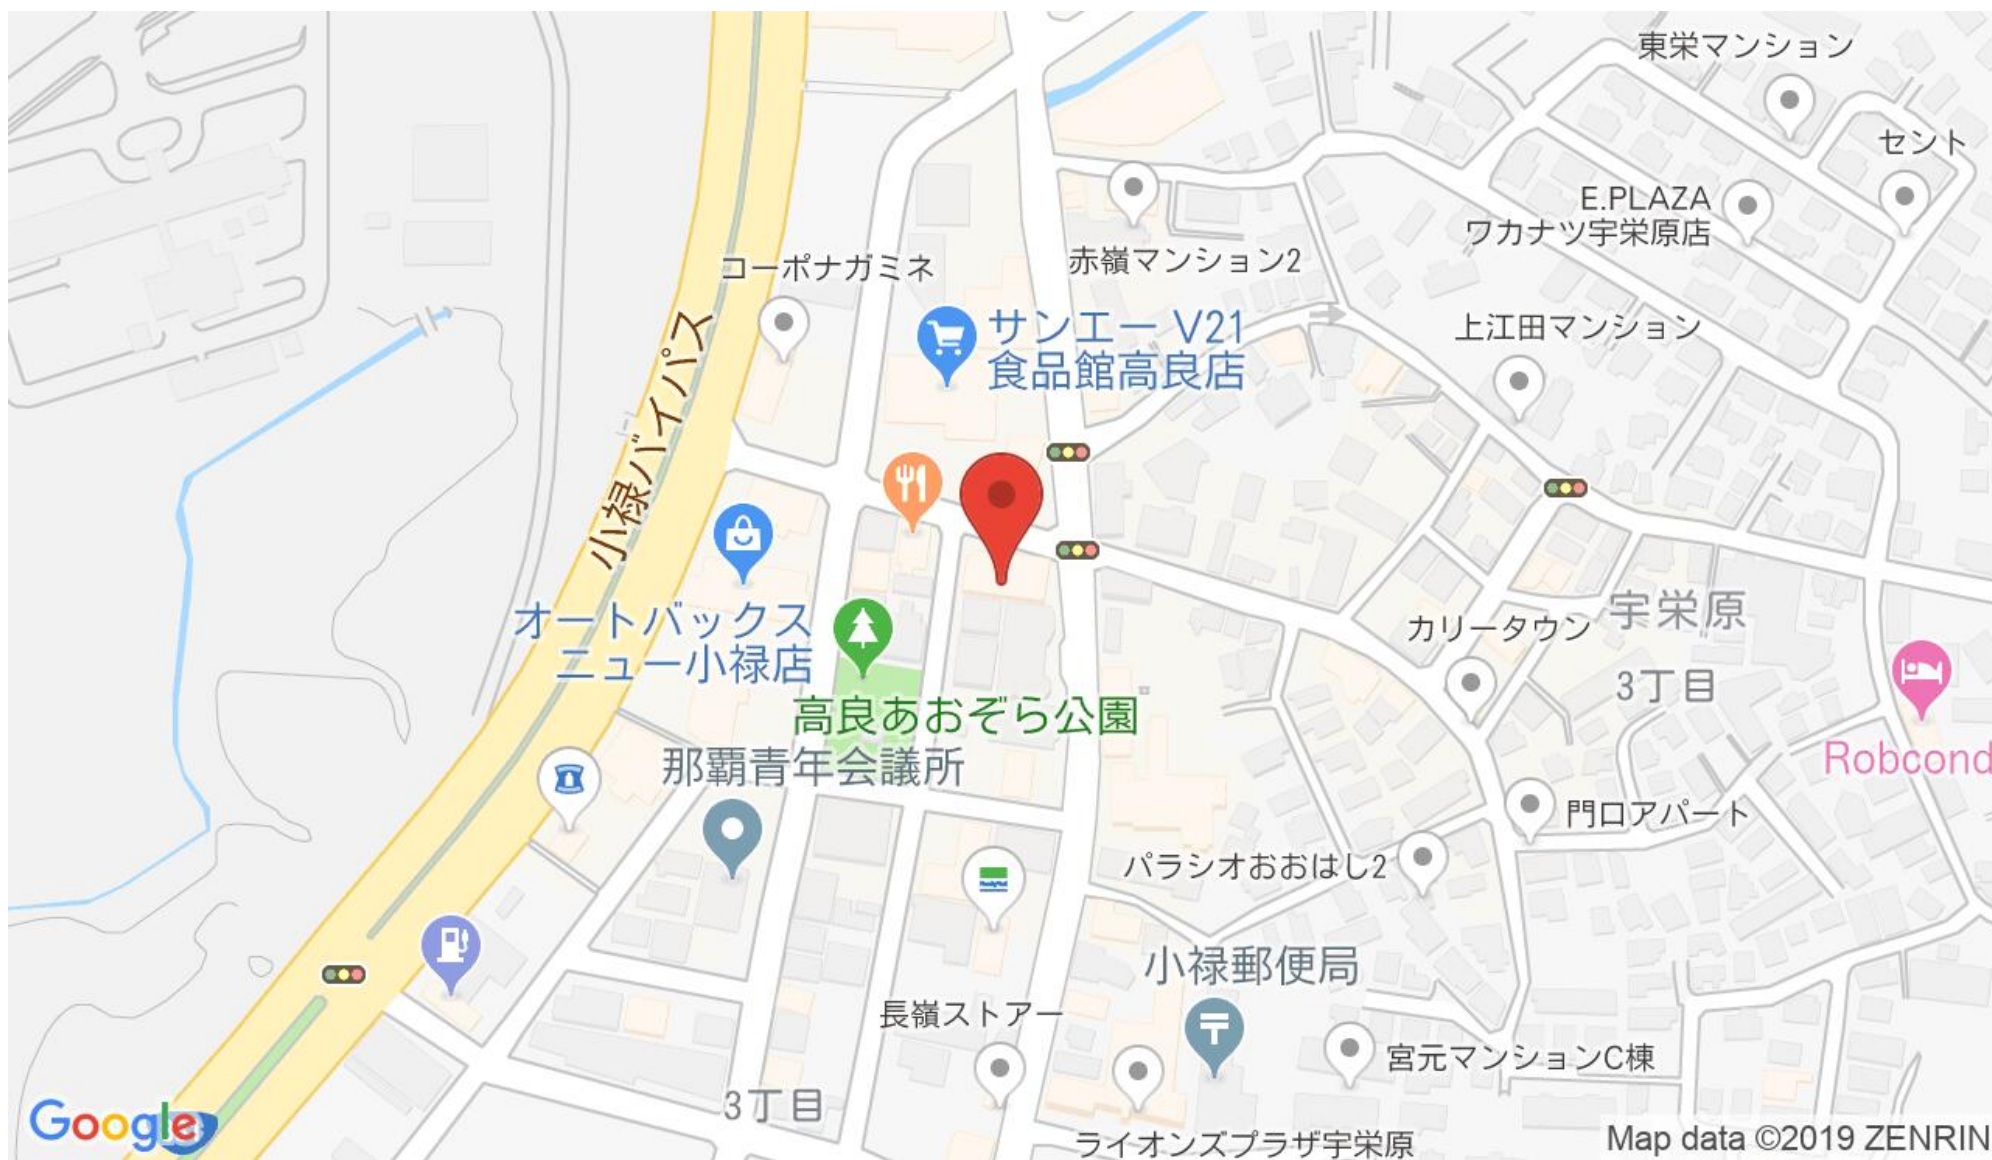 東栄マンション
セント
E.PLAZA
ワカナツ宇栄原店
コーポナガミネ
赤嶺マンション2
サンエー V21
食品館高良店
上江田マンション
小禄バイパス
オートバックス
ニュー小禄店
カリータウン
宇栄原
3丁目
高良あおぞら公園
那覇青年会議所
Robcond
門口アパート
パラシオおおはし2
小禄郵便局
長嶺ストアー
宮元マンションC棟
3丁目
ライオンズプラザ宇栄原
Google
Map data ©2019 ZENRIN